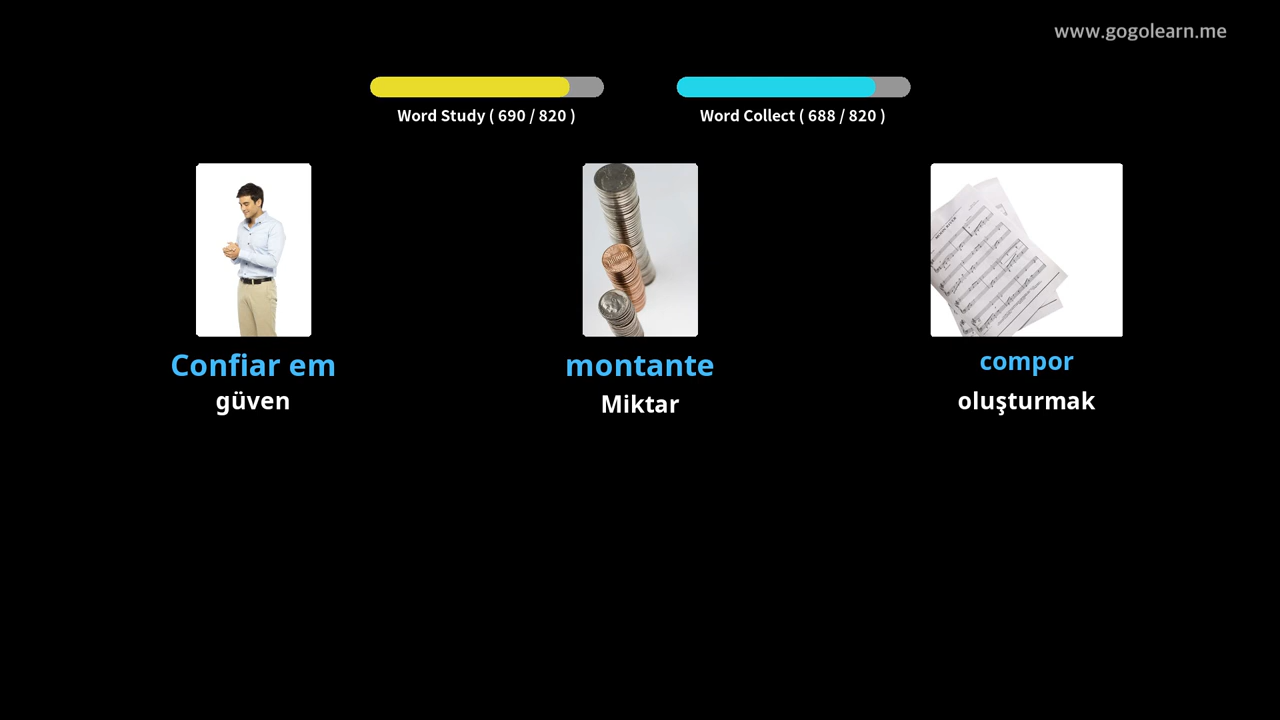 www.gogolearn.me
Word Study ( 690 / 820 )
Word Collect ( 688 / 820 )
Confiar em
güven
montante
Miktar
compor
oluşturmak